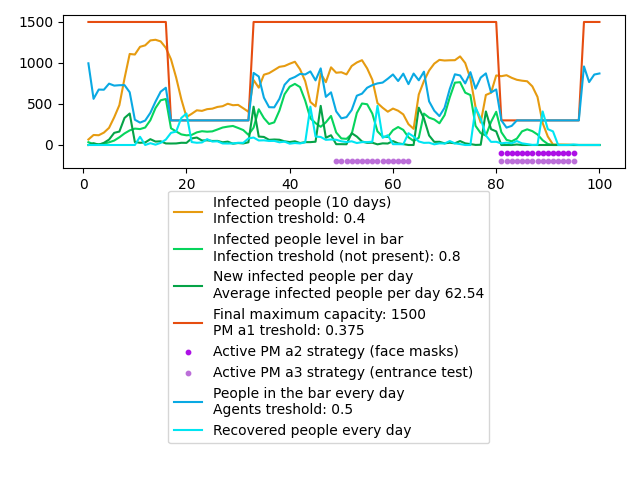 1500
1000
500
0
0 20 40 60 80 100
Infected people (10 days)
Infection treshold: 0.4
Infected people level in bar
Infection treshold (not present): 0.8
New infected people per day
Average infected people per day 62.54
Final maximum capacity: 1500
PM a1 treshold: 0.375
Active PM a2 strategy (face masks)
Active PM a3 strategy (entrance test)
People in the bar every day
Agents treshold: 0.5
Recovered people every day